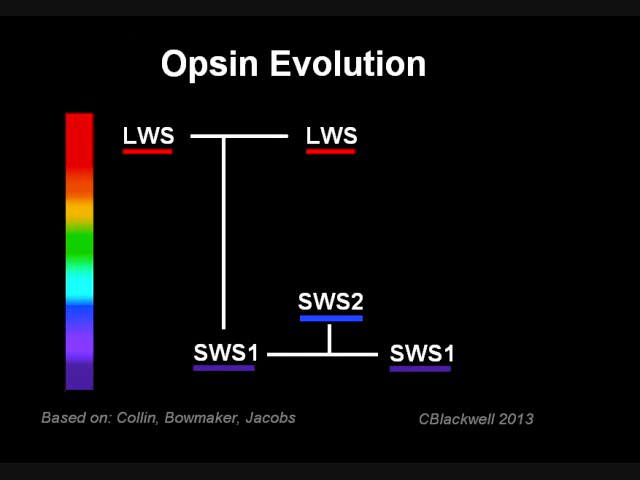 Opsin Evolution
LWS LWS
SWS2
SWS1 SWS1
Based on: Collin, Bowmaker, Jacobs CBlackwell 2013